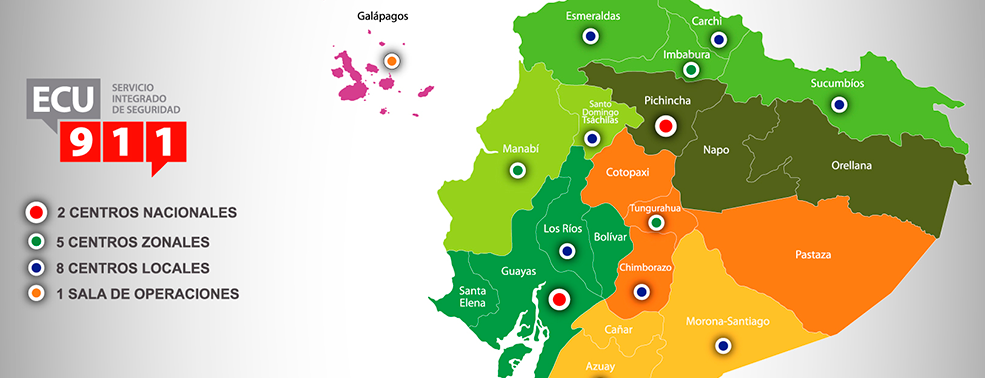 Galápagos
Esmeraldas
Carchi
Imbabura
Sucumbíos
ECU
SERVICIO
INTEGRADO
DE SEGURIDAD
911
Pichincha
Santo
Domingo
Tsáchilas
Manabí
Napo
Orellana
Cotopaxi
2 CENTROS NACIONALES
5 CENTROS ZONALES
8 CENTROS LOCALES
1 SALA DE OPERACIONES
Tungurahua
Los Ríos
Bolívar
Pastaza
Guayas
Chimborazo
Santa
Elena
Morona-Santiago
Cañar
Azuay